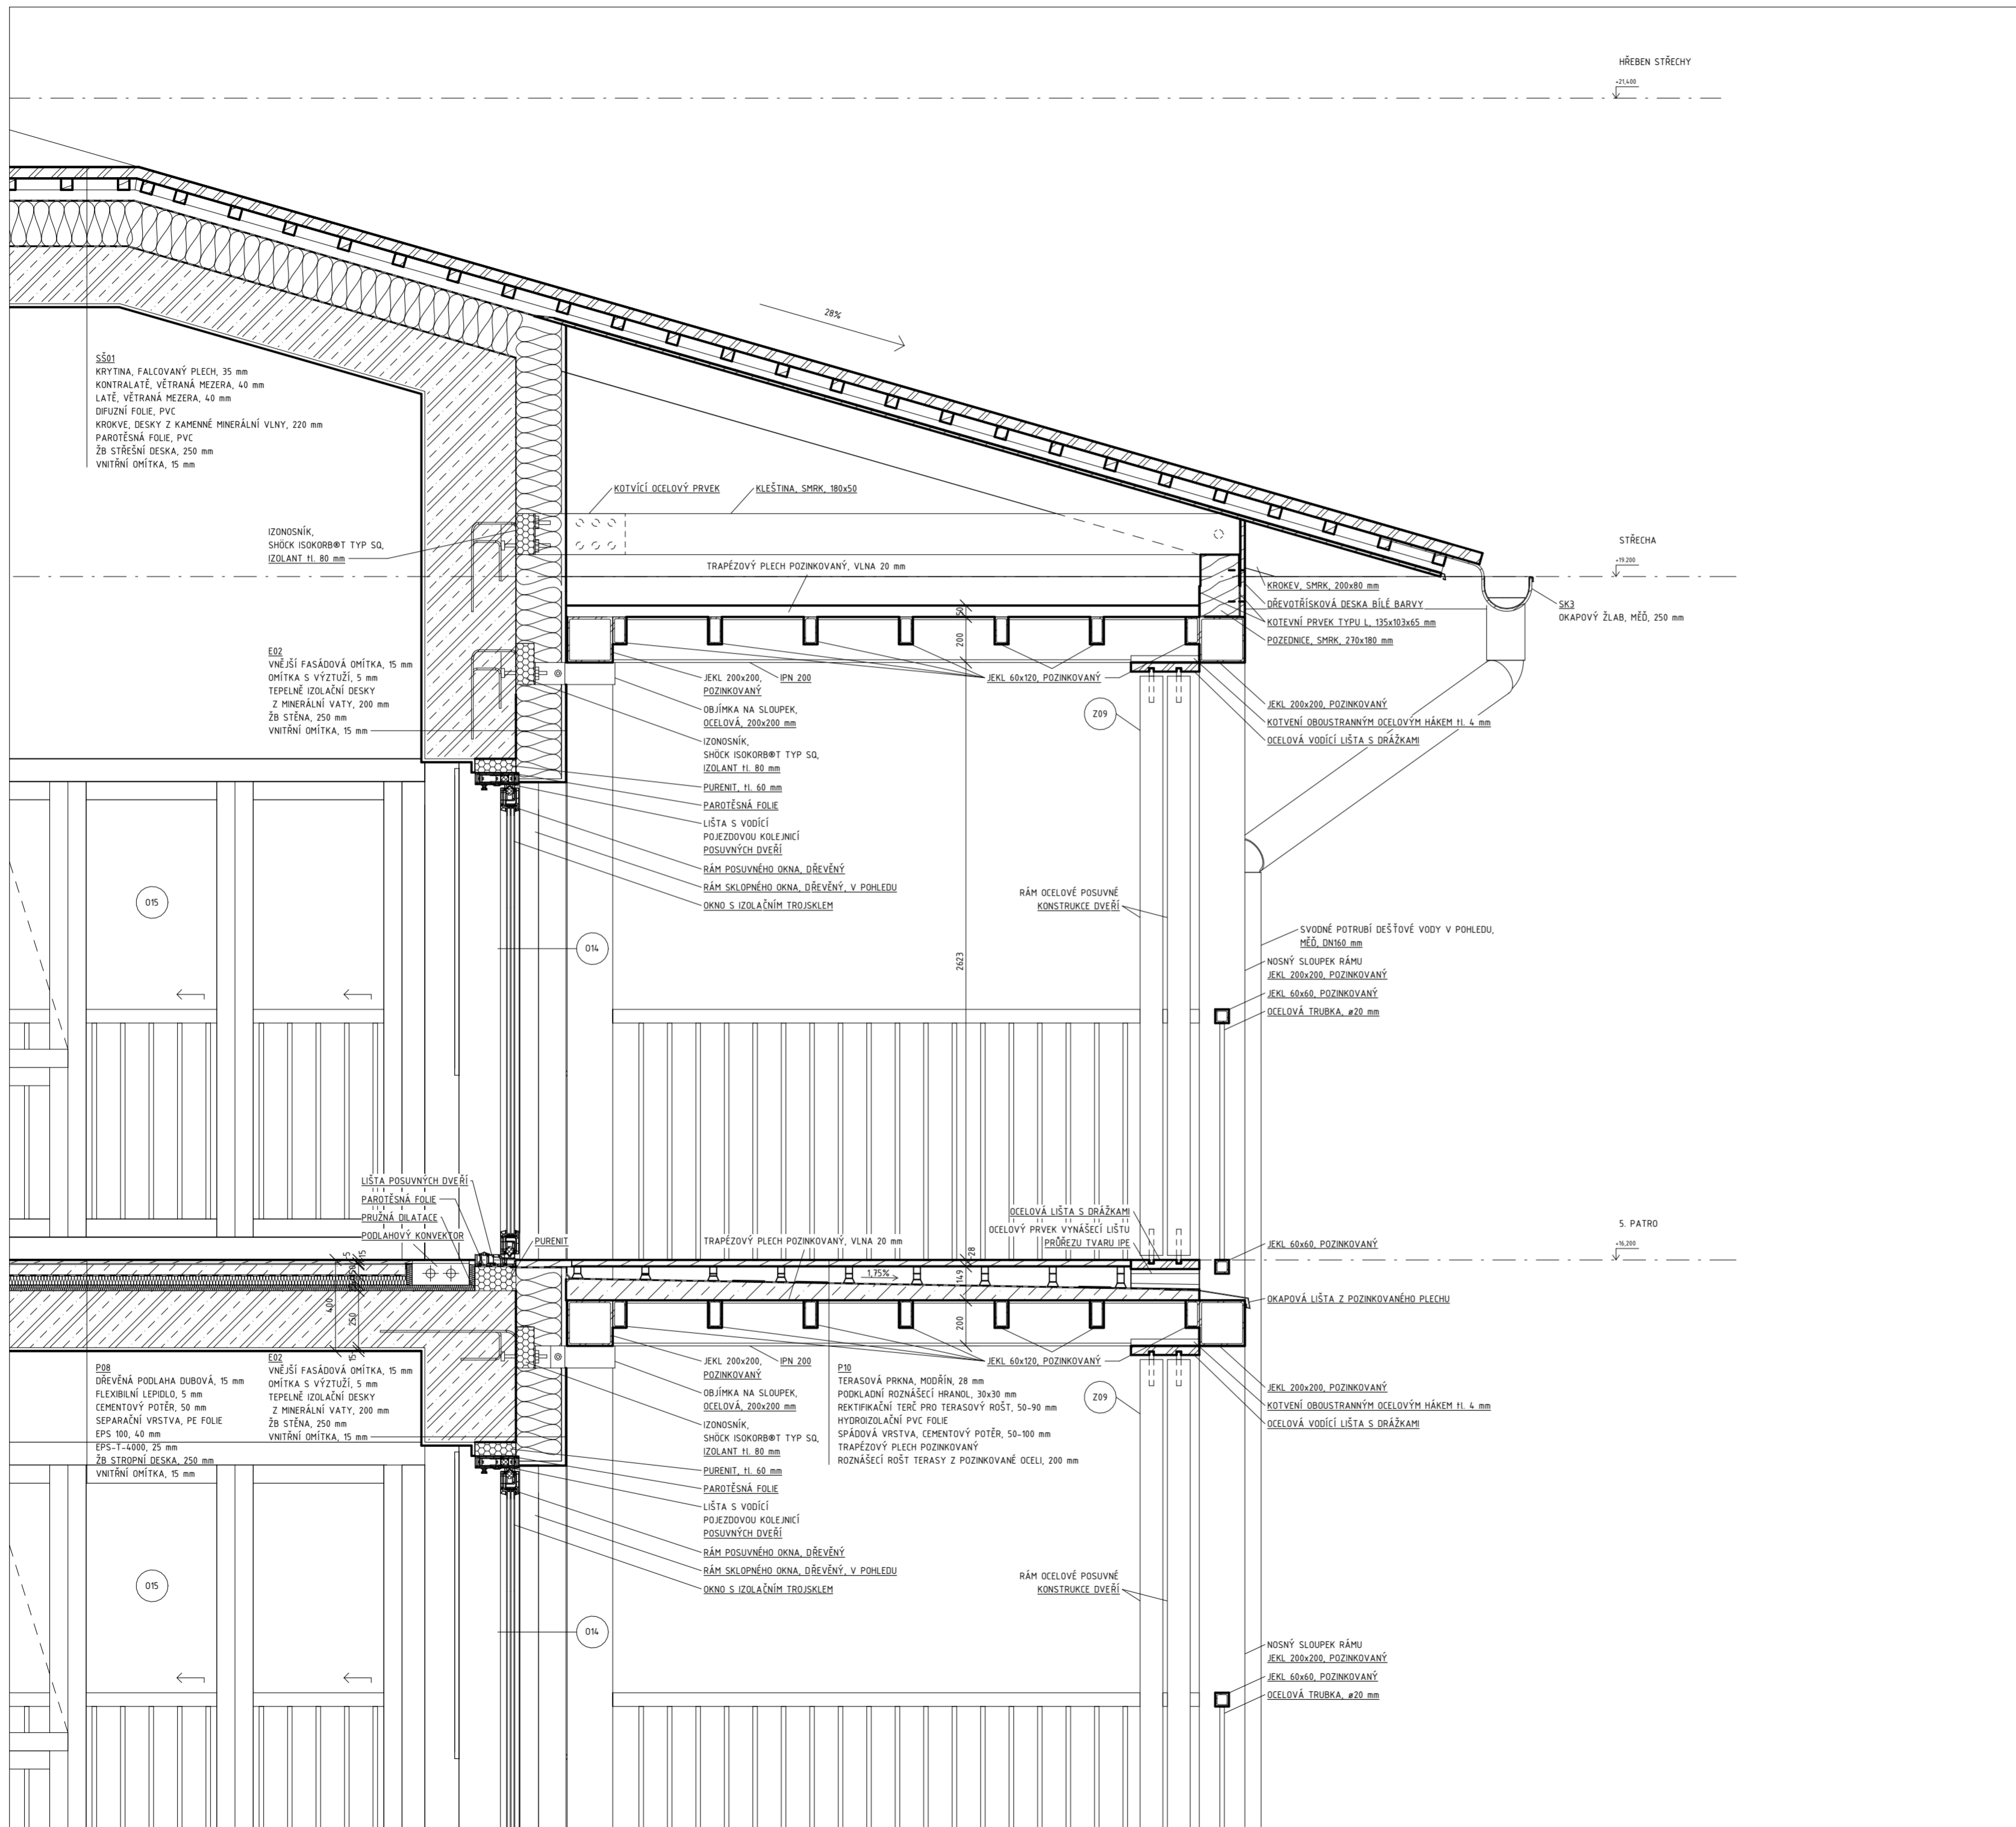 HŘEBEN STŘECHY
+21,400
28%
SŠ01
KRYTINA, FALCOVANÝ PLECH, 35 mm
KONTRALATĚ, VĚTRANÁ MEZERA, 40 mm
LATĚ, VĚTRANÁ MEZERA, 40 mm
DIFUZNÍ FOLIE, PVC
KROKVE, DESKY Z KAMENNÉ MINERÁLNÍ VLNY, 220 mm
PAROTĚSNÁ FOLIE, PVC
ŽB STŘEŠNÍ DESKA, 250 mm
VNITŘNÍ OMÍTKA, 15 mm
KOTVÍCÍ OCELOVÝ PRVEK
KLEŠTINA, SMRK, 180x50
IZONOSNÍK,
SHÖCK ISOKORB®T TYP SQ,
IZOLANT tl. 80 mm
TRAPÉZOVÝ PLECH POZINKOVANÝ, VLNA 20 mm
STŘECHA
+19,200
KROKEV, SMRK, 200x80 mm
DŘEVOTŘÍSKOVÁ DESKA BÍLÉ BARVY
KOTEVNÍ PRVEK TYPU L, 135x103x65 mm
POZEDNICE, SMRK, 270x180 mm
SK3
OKAPOVÝ ŽLAB, MĚĎ, 250 mm
50
200
E02
VNĚJŠÍ FASÁDOVÁ OMÍTKA, 15 mm
OMÍTKA S VÝZTUŽÍ, 5 mm
TEPELNĚ IZOLAČNÍ DESKY
Z MINERÁLNÍ VATY, 200 mm
ŽB STĚNA, 250 mm
VNITŘNÍ OMÍTKA, 15 mm
JEKL 200x200,
POZINKOVANÝ
IPN 200
JEKL 60x120, POZINKOVANÝ
OBJÍMKA NA SLOUPEK,
OCELOVÁ, 200x200 mm
IZONOSNÍK,
SHÖCK ISOKORB®T TYP SQ,
IZOLANT tl. 80 mm
PURENIT, tl. 60 mm
PAROTĚSNÁ FOLIE
LIŠTA S VODÍCÍ
POJEZDOVOU KOLEJNICÍ
POSUVNÝCH DVEŘÍ
RÁM POSUVNÉHO OKNA, DŘEVĚNÝ
RÁM SKLOPNÉHO OKNA, DŘEVĚNÝ, V POHLEDU
OKNO S IZOLAČNÍM TROJSKLEM
Z09
JEKL 200x200, POZINKOVANÝ
KOTVENÍ OBOUSTRANNÝM OCELOVÝM HÁKEM tl. 4 mm
OCELOVÁ VODÍCÍ LIŠTA S DRÁŽKAMI
RÁM OCELOVÉ POSUVNÉ
KONSTRUKCE DVEŘÍ
O15
O14
2623
SVODNÉ POTRUBÍ DEŠŤOVÉ VODY V POHLEDU,
MĚĎ, DN160 mm
NOSNÝ SLOUPEK RÁMU
JEKL 200x200, POZINKOVANÝ
JEKL 60x60, POZINKOVANÝ
OCELOVÁ TRUBKA, ø20 mm
LIŠTA POSUVNÝCH DVEŘÍ
PAROTĚSNÁ FOLIE
PRUŽNÁ DILATACE
PODLAHOVÝ KONVEKTOR
PURENIT
TRAPÉZOVÝ PLECH POZINKOVANÝ, VLNA 20 mm
OCELOVÁ LIŠTA S DRÁŽKAMI
OCELOVÝ PRVEK VYNÁŠECÍ LIŠTU
PRŮŘEZU TVARU IPE
5. PATRO
+16,200
JEKL 60x60, POZINKOVANÝ
OKAPOVÁ LIŠTA Z POZINKOVANÉHO PLECHU
1,75%
28
149
200
5
15
400
250
15
P08
DŘEVĚNÁ PODLAHA DUBOVÁ, 15 mm
FLEXIBILNÍ LEPIDLO, 5 mm
CEMENTOVÝ POTĚR, 50 mm
SEPARAČNÍ VRSTVA, PE FOLIE
EPS 100, 40 mm
EPS-T-4000, 25 mm
ŽB STROPNÍ DESKA, 250 mm
VNITŘNÍ OMÍTKA, 15 mm
E02
VNĚJŠÍ FASÁDOVÁ OMÍTKA, 15 mm
OMÍTKA S VÝZTUŽÍ, 5 mm
TEPELNĚ IZOLAČNÍ DESKY
Z MINERÁLNÍ VATY, 200 mm
ŽB STĚNA, 250 mm
VNITŘNÍ OMÍTKA, 15 mm
JEKL 200x200,
POZINKOVANÝ
IPN 200
JEKL 60x120, POZINKOVANÝ
OBJÍMKA NA SLOUPEK,
OCELOVÁ, 200x200 mm
IZONOSNÍK,
SHÖCK ISOKORB®T TYP SQ,
IZOLANT tl. 80 mm
PURENIT, tl. 60 mm
PAROTĚSNÁ FOLIE
LIŠTA S VODÍCÍ
POJEZDOVOU KOLEJNICÍ
POSUVNÝCH DVEŘÍ
RÁM POSUVNÉHO OKNA, DŘEVĚNÝ
RÁM SKLOPNÉHO OKNA, DŘEVĚNÝ, V POHLEDU
OKNO S IZOLAČNÍM TROJSKLEM
P10
TERASOVÁ PRKNA, MODŘÍN, 28 mm
PODKLADNÍ ROZNÁŠECÍ HRANOL, 30x30 mm
REKTIFIKAČNÍ TERČ PRO TERASOVÝ ROŠT, 50-90 mm
HYDROIZOLAČNÍ PVC FOLIE
SPÁDOVÁ VRSTVA, CEMENTOVÝ POTĚR, 50-100 mm
TRAPÉZOVÝ PLECH POZINKOVANÝ
ROZNÁŠECÍ ROŠT TERASY Z POZINKOVANÉ OCELI, 200 mm
Z09
JEKL 200x200, POZINKOVANÝ
KOTVENÍ OBOUSTRANNÝM OCELOVÝM HÁKEM tl. 4 mm
OCELOVÁ VODÍCÍ LIŠTA S DRÁŽKAMI
RÁM OCELOVÉ POSUVNÉ
KONSTRUKCE DVEŘÍ
O15
O14
NOSNÝ SLOUPEK RÁMU
JEKL 200x200, POZINKOVANÝ
JEKL 60x60, POZINKOVANÝ
OCELOVÁ TRUBKA, ø20 mm